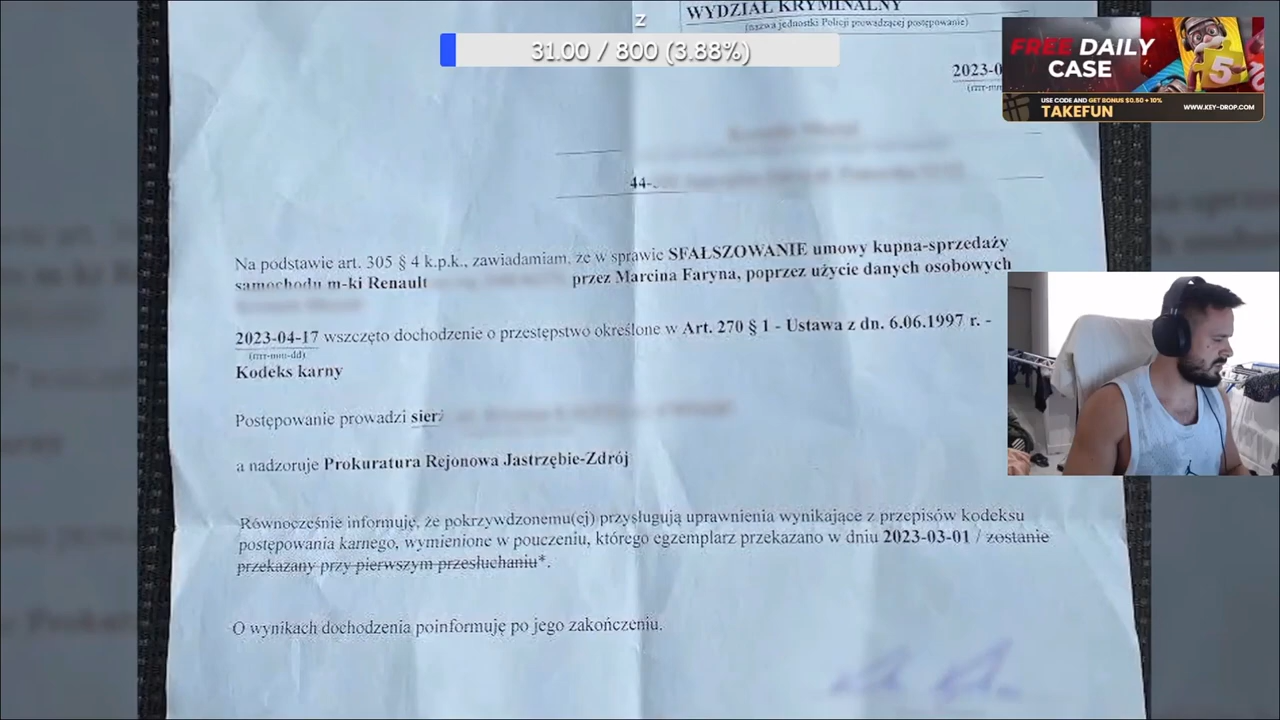 WYDZIAŁ KRYMINALNY
(nazwa jednostki Policji prowadzącej postępowanie)
z
31.00 / 800 (3.88%)
FREE DAILY
CASE
5
USE CODE AND GET BONUS $0.50 + 10%
TAKEFUN
WWW.KEY-DROP.COM
2023-0
44-
Na podstawie art. 305 § 4 k.p.k., zawiadamiam, że w sprawie SFAŁSZOWANIE umowy kupna-sprzedaży
samochodu m-ki Renault przez Marcina Faryna, poprzez użycie danych osobowych
2023-04-17 wszczęto dochodzenie o przestępstwo określone w Art. 270 § 1 - Ustawa z dn. 6.06.1997 r. -
(rrrr-mm-dd)
Kodeks karny
Postępowanie prowadzi sierż
a nadzoruje Prokuratura Rejonowa Jastrzębie-Zdrój
Równocześnie informuję, że pokrzywdzonemu(ej) przysługują uprawnienia wynikające z przepisów kodeksu
postępowania karnego, wymienione w pouczeniu, którego egzemplarz przekazano w dniu 2023-03-01 / zostanie
przekazany przy pierwszym przesłuchaniu*.
O wynikach dochodzenia poinformuję po jego zakończeniu.